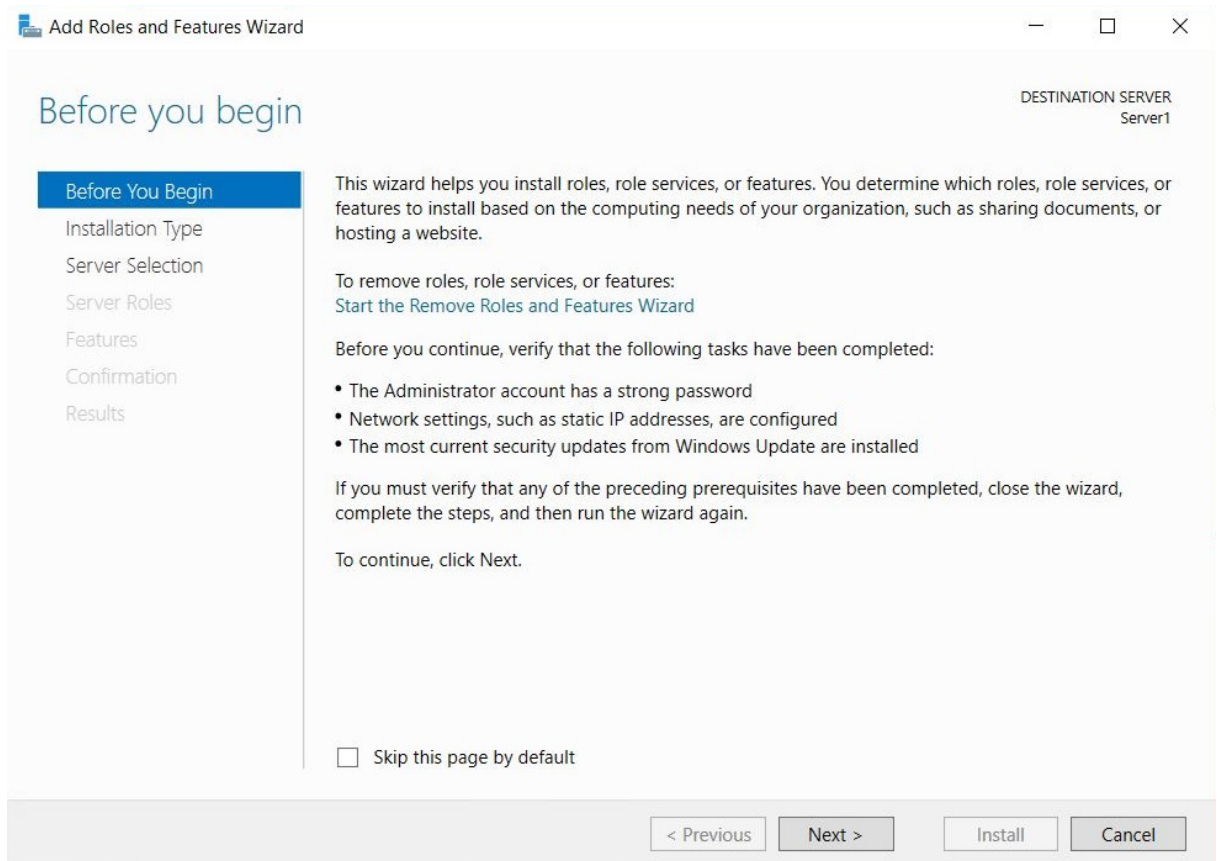 Add Roles and Features Wizard
Before you begin
DESTINATION SERVER
Server1
Before You Begin
Installation Type
Server Selection
Server Roles
Features
Confirmation
Results
This wizard helps you install roles, role services, or features. You determine which roles, role services, or
features to install based on the computing needs of your organization, such as sharing documents, or
hosting a website.
To remove roles, role services, or features:
Start the Remove Roles and Features Wizard
Before you continue, verify that the following tasks have been completed:
• The Administrator account has a strong password
• Network settings, such as static IP addresses, are configured
• The most current security updates from Windows Update are installed
If you must verify that any of the preceding prerequisites have been completed, close the wizard,
complete the steps, and then run the wizard again.
To continue, click Next.
Skip this page by default
< Previous Next > Install Cancel